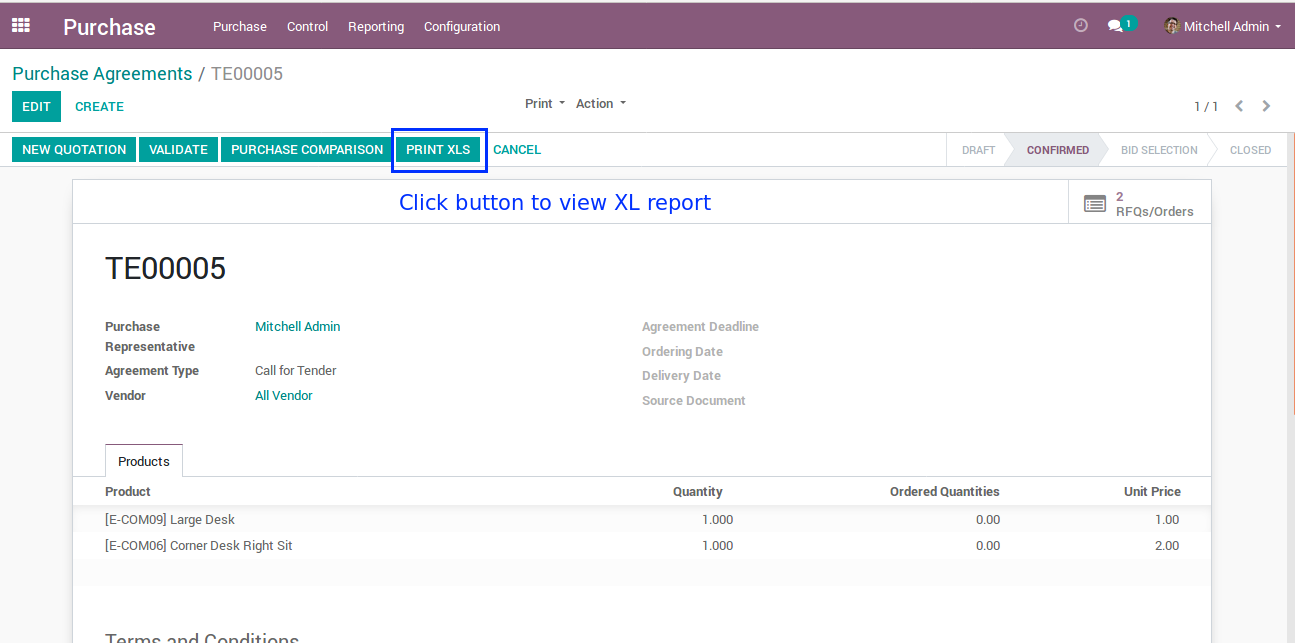 Purchase Purchase Control Reporting Configuration 1 Mitchell Admin
Purchase Agreements / TE00005
EDIT CREATE Print Action 1 / 1
NEW QUOTATION VALIDATE PURCHASE COMPARISON PRINT XLS CANCEL DRAFT CONFIRMED BID SELECTION CLOSED
Click button to view XL report
2
RFQs/Orders
TE00005
Purchase Representative Mitchell Admin
Agreement Type Call for Tender
Vendor All Vendor
Agreement Deadline
Ordering Date
Delivery Date
Source Document
Products
Product Quantity Ordered Quantities Unit Price
[E-COM09] Large Desk 1.000 0.00 1.00
[E-COM06] Corner Desk Right Sit 1.000 0.00 2.00
Terms and Conditions